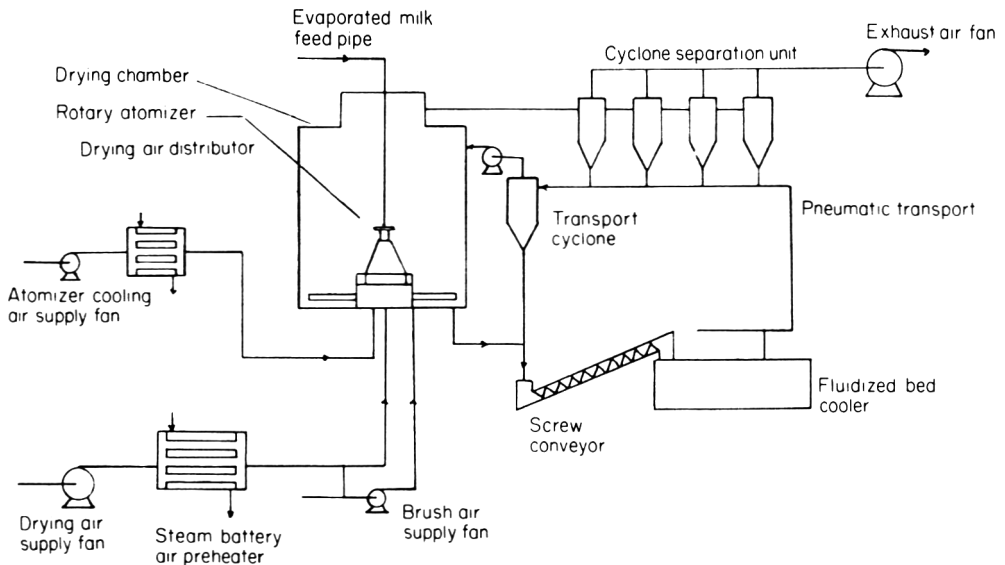 Evaporated milk
feed pipe
Exhaust air fan
Cyclone separation unit
Drying chamber
Rotary atomizer
Drying air distributor
Transport
cyclone
Pneumatic transport
Atomizer cooling
air supply fan
Fluidized bed
cooler
Screw
conveyor
Drying air
supply fan
Steam battery
air preheater
Brush air
supply fan